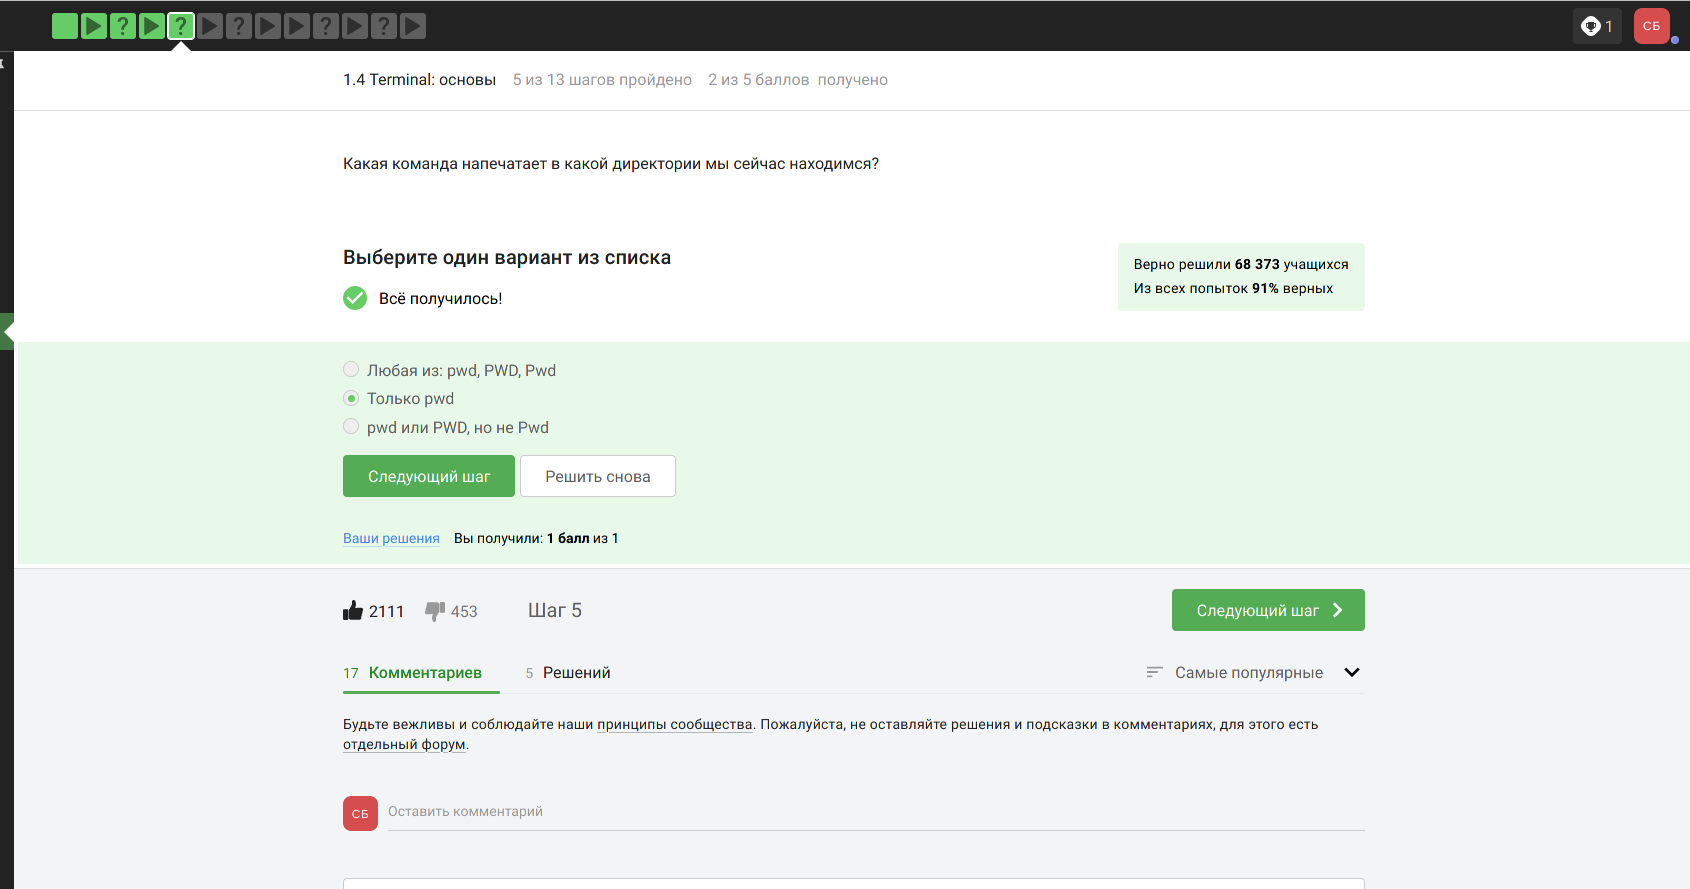 ? ? ? ? ?
1
СБ
1.4 Terminal: основы 5 из 13 шагов пройдено 2 из 5 баллов получено
Какая команда напечатает в какой директории мы сейчас находимся?
Выберите один вариант из списка
Всё получилось!
Верно решили 68 373 учащихся
Из всех попыток 91% верных
Любая из: pwd, PWD, Pwd
Только pwd
pwd или PWD, но не Pwd
Следующий шаг Решить снова
Ваши решения Вы получили: 1 балл из 1
2111 453 Шаг 5 Следующий шаг
17 Комментариев 5 Решений Самые популярные
Будьте вежливы и соблюдайте наши принципы сообщества. Пожалуйста, не оставляйте решения и подсказки в комментариях, для этого есть
отдельный форум.
СБ Оставить комментарий